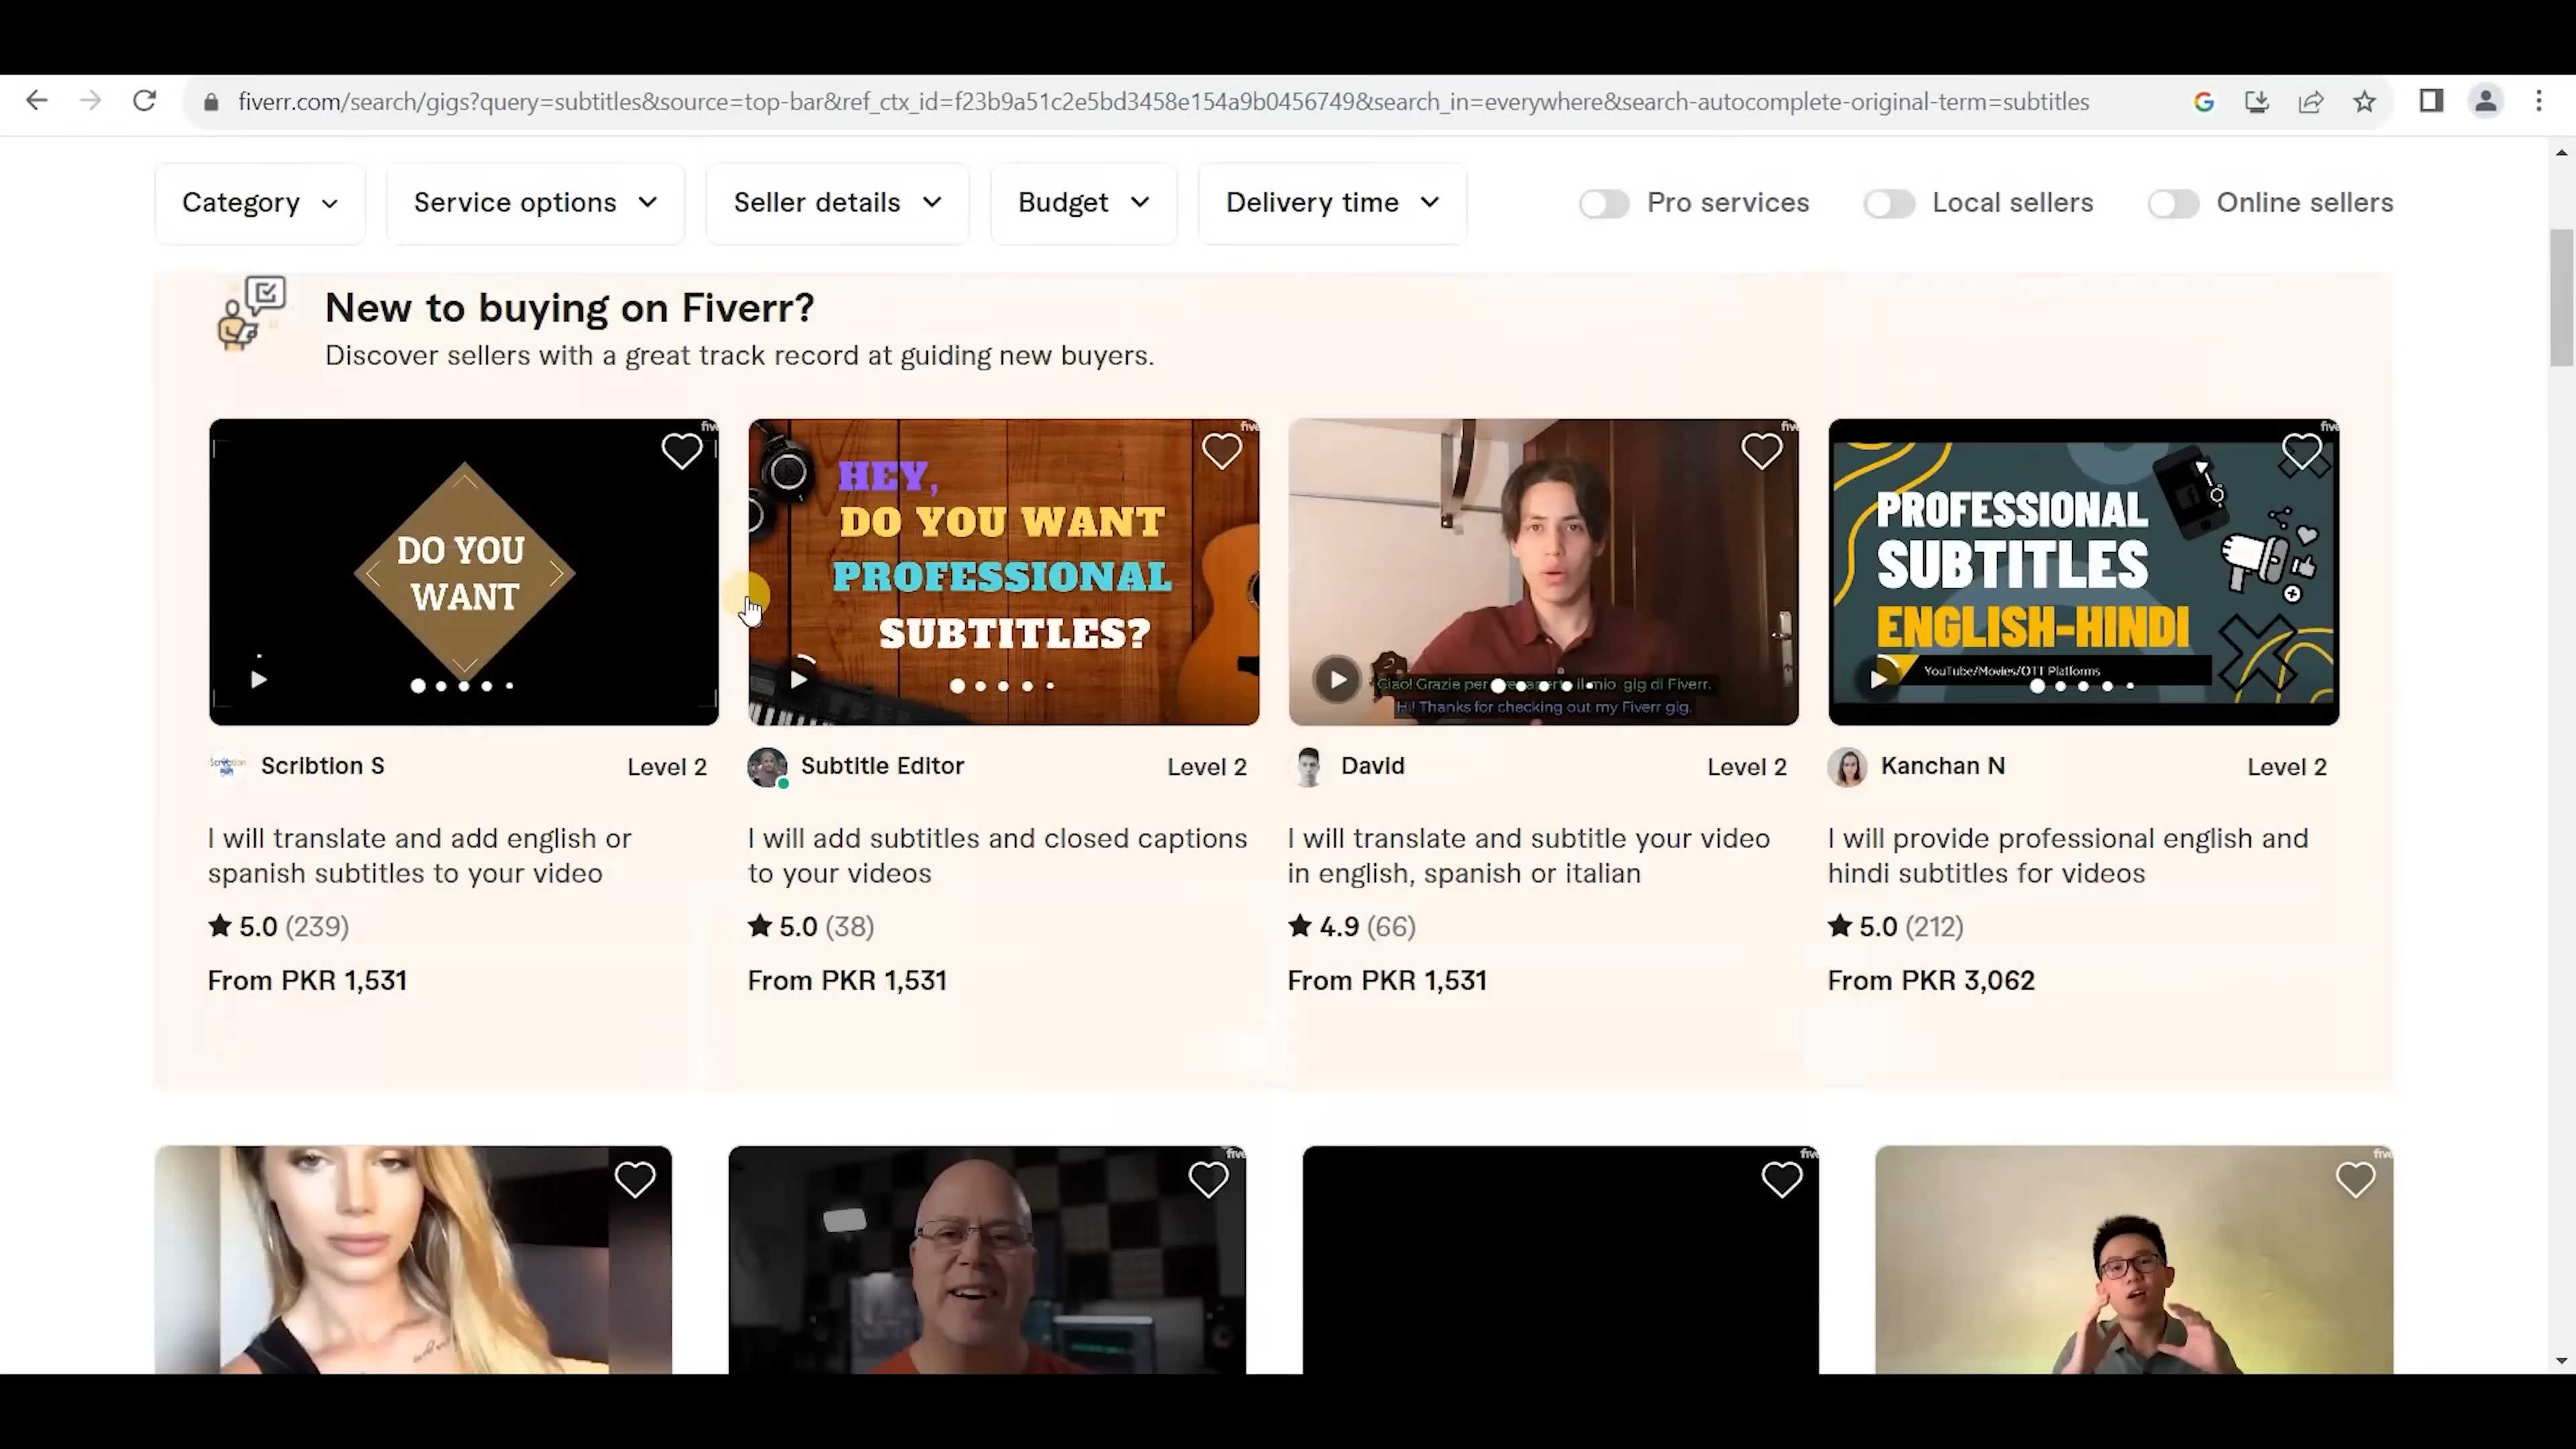 fiverr.com/search/gigs?query=subtitles&source=top-bar&ref_ctx_id=f23b9a51c2e5bd3458e154a9b0456749&search_in=everywhere&search-autocomplete-original-term=subtitles
Category Service options Seller details Budget Delivery time Pro services Local sellers Online sellers
New to buying on Fiverr?
Discover sellers with a great track record at guiding new buyers.
DO YOU
WANT
HEY,
DO YOU WANT
PROFESSIONAL
SUBTITLES?
Ciao! Grazie per il mio gig di Fiverr.
Hi! Thanks for checking out my Fiverr gig.
PROFESSIONAL
SUBTITLES
ENGLISH-HINDI
YouTube/Movies/OTT Platforms
Scribtion S Level 2
I will translate and add english or
spanish subtitles to your video
5.0 (239)
From PKR 1,531
Subtitle Editor Level 2
I will add subtitles and closed captions
to your videos
5.0 (38)
From PKR 1,531
David Level 2
I will translate and subtitle your video
in english, spanish or italian
4.9 (66)
From PKR 1,531
Kanchan N Level 2
I will provide professional english and
hindi subtitles for videos
5.0 (212)
From PKR 3,062